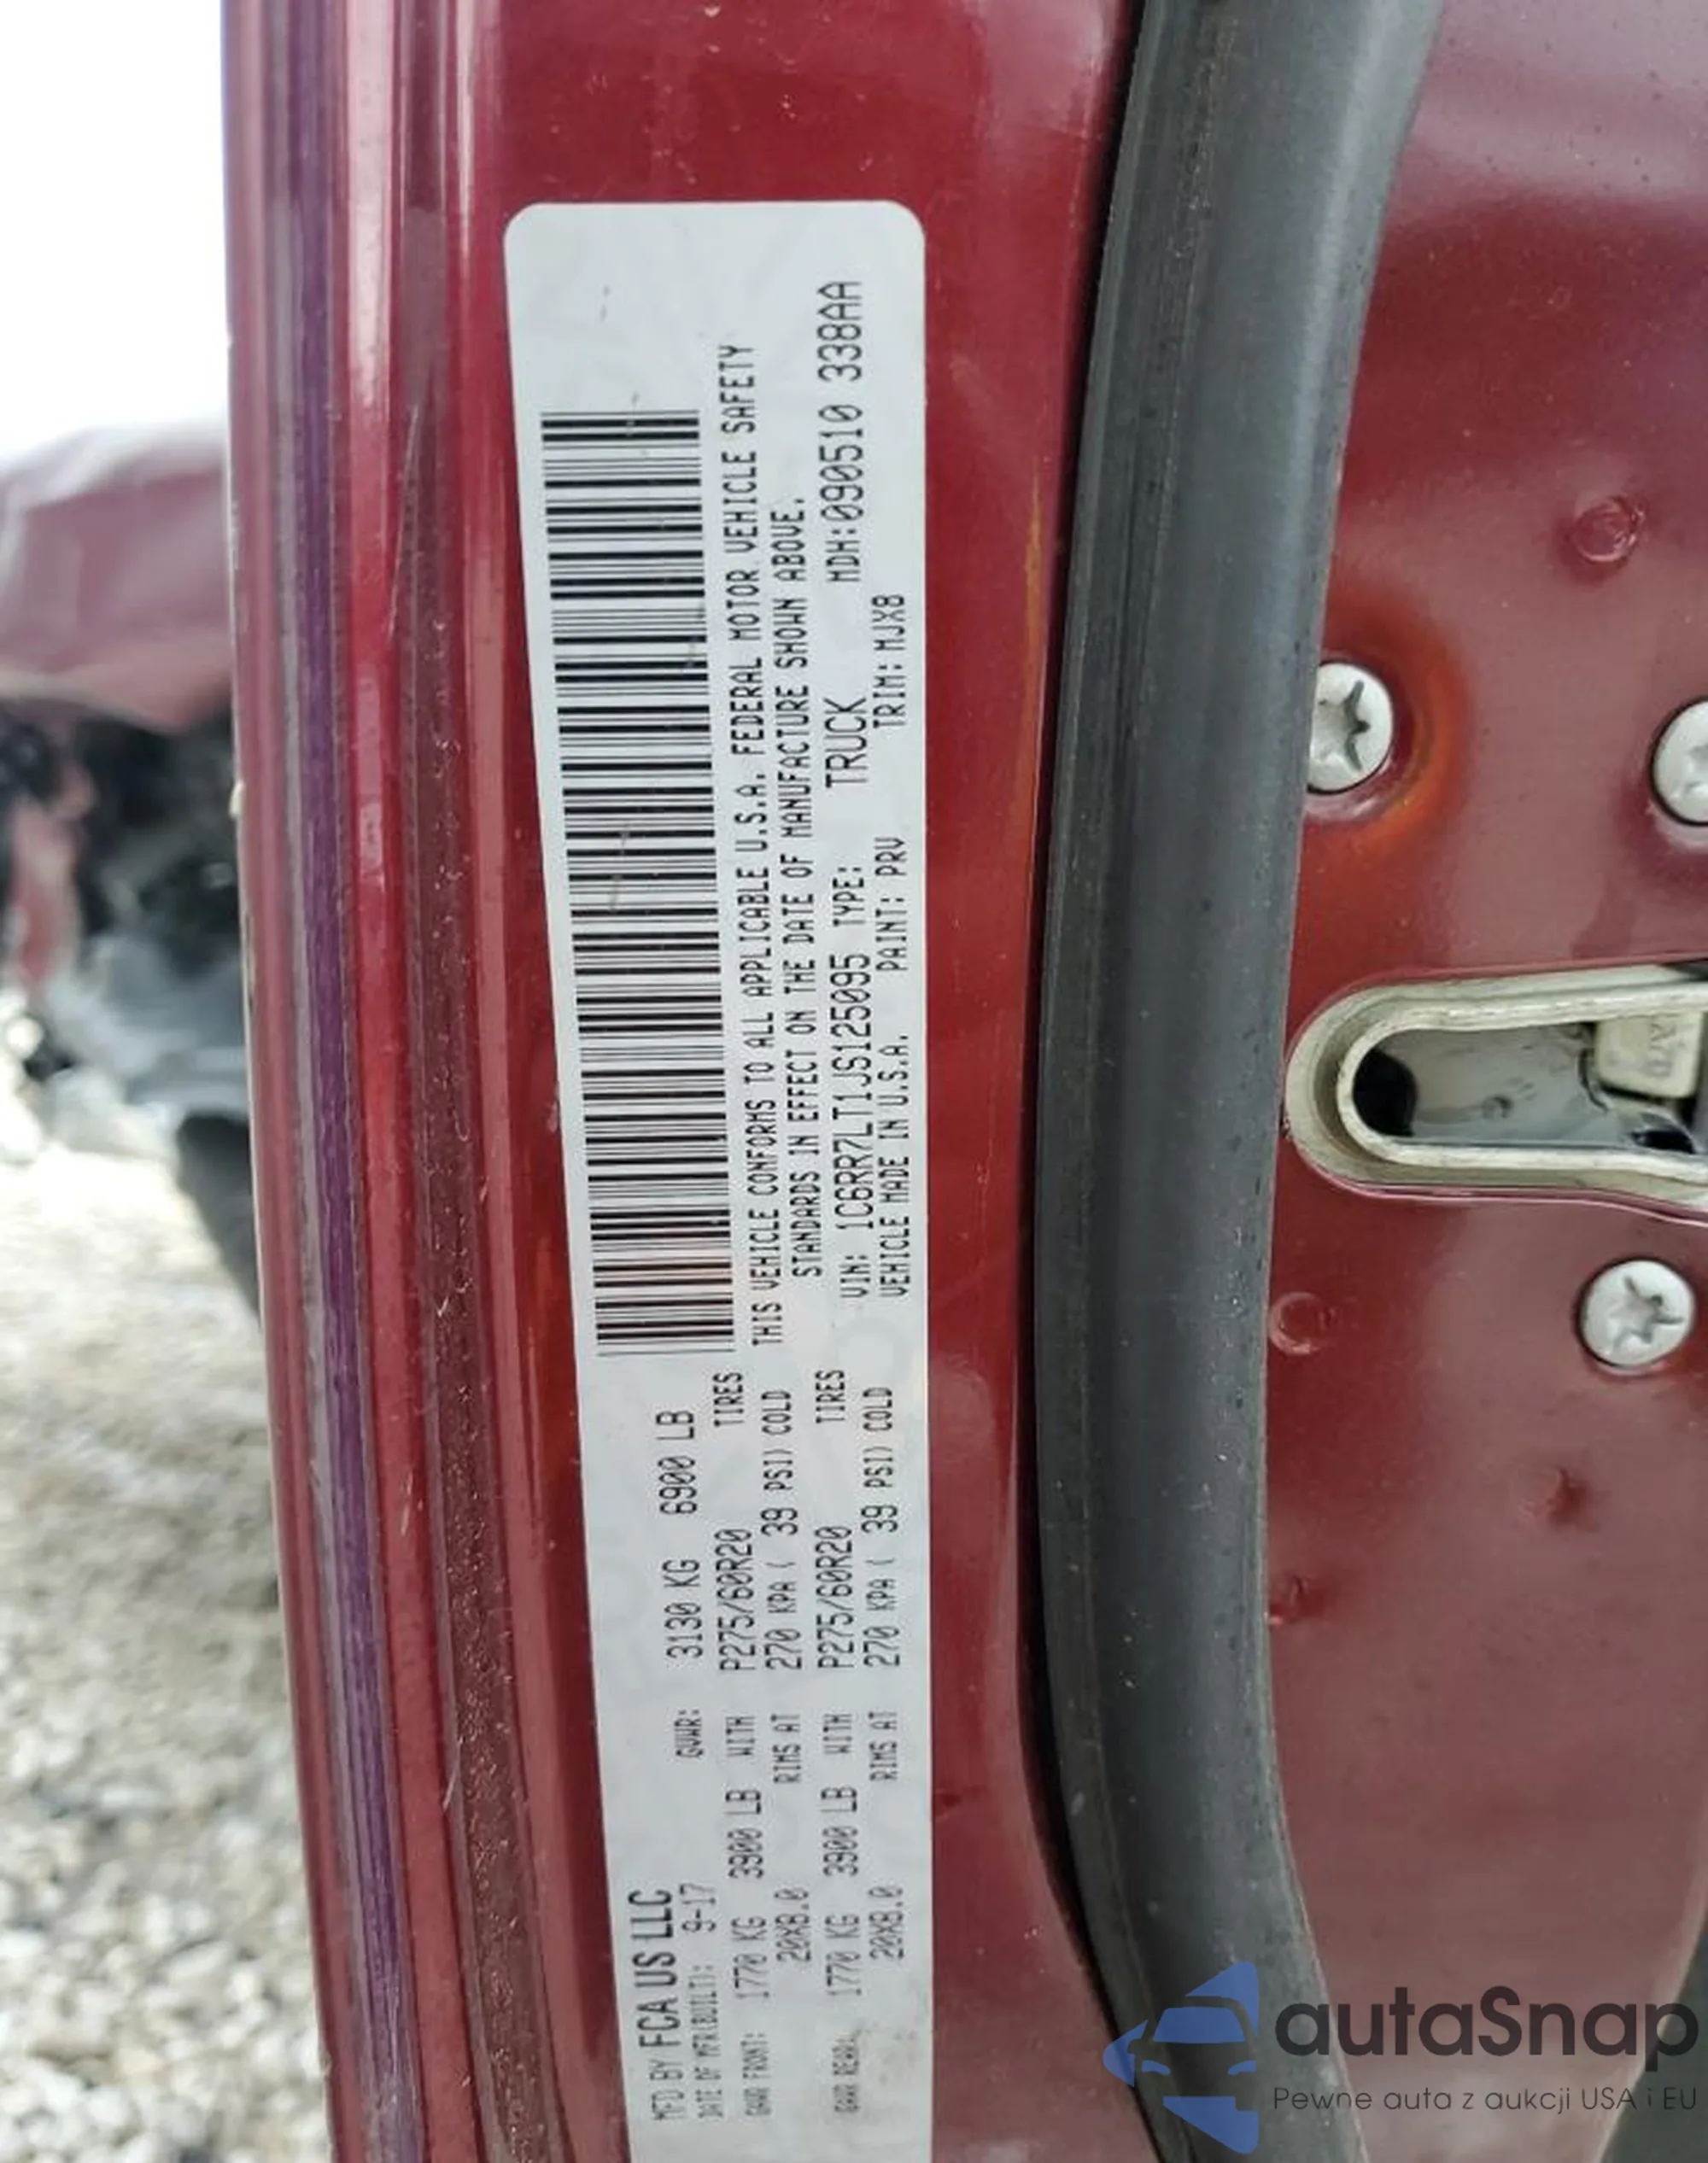 MFD BY FCA US LLC
DATE OF MFR(BUILT): 9-17
GVWR: 3130 KG 6900 LB
GAWR FRONT: 1770 KG 3900 LB WITH P275/60R20 TIRES
20X8.0 RIMS AT 270 KPA ( 39 PSI) COLD
GAWR REAR: 1770 KG 3900 LB WITH P275/60R20 TIRES
20X8.0 RIMS AT 270 KPA ( 39 PSI) COLD
THIS VEHICLE CONFORMS TO ALL APPLICABLE U.S.A. FEDERAL MOTOR VEHICLE SAFETY
STANDARDS IN EFFECT ON THE DATE OF MANUFACTURE SHOWN ABOVE.
VIN: 1C6RR7LT1JS125095 TYPE: TRUCK MDH:090510 338AA
VEHICLE MADE IN U.S.A. PAINT: PRV TRIM: MJX8
autaSnap
Pewne auta z aukcji USA i EU